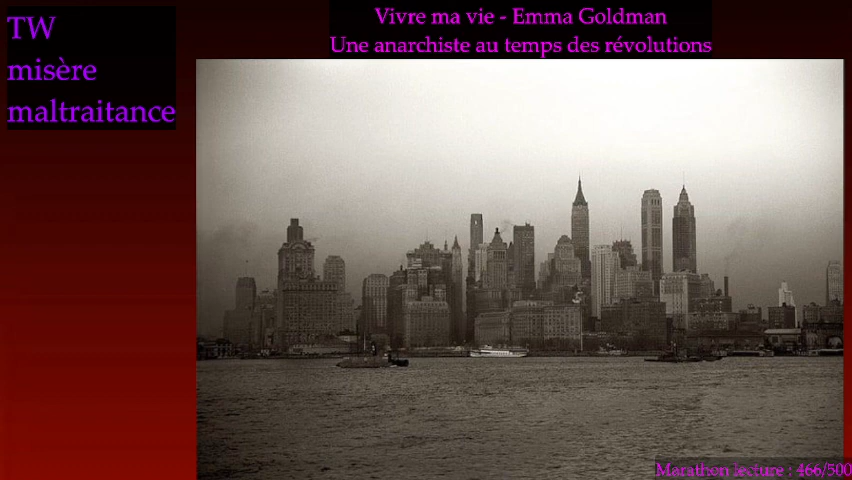 TW
misère
maltraitance
Vivre ma vie - Emma Goldman
Une anarchiste au temps des révolutions
Marathon lecture : 466/500